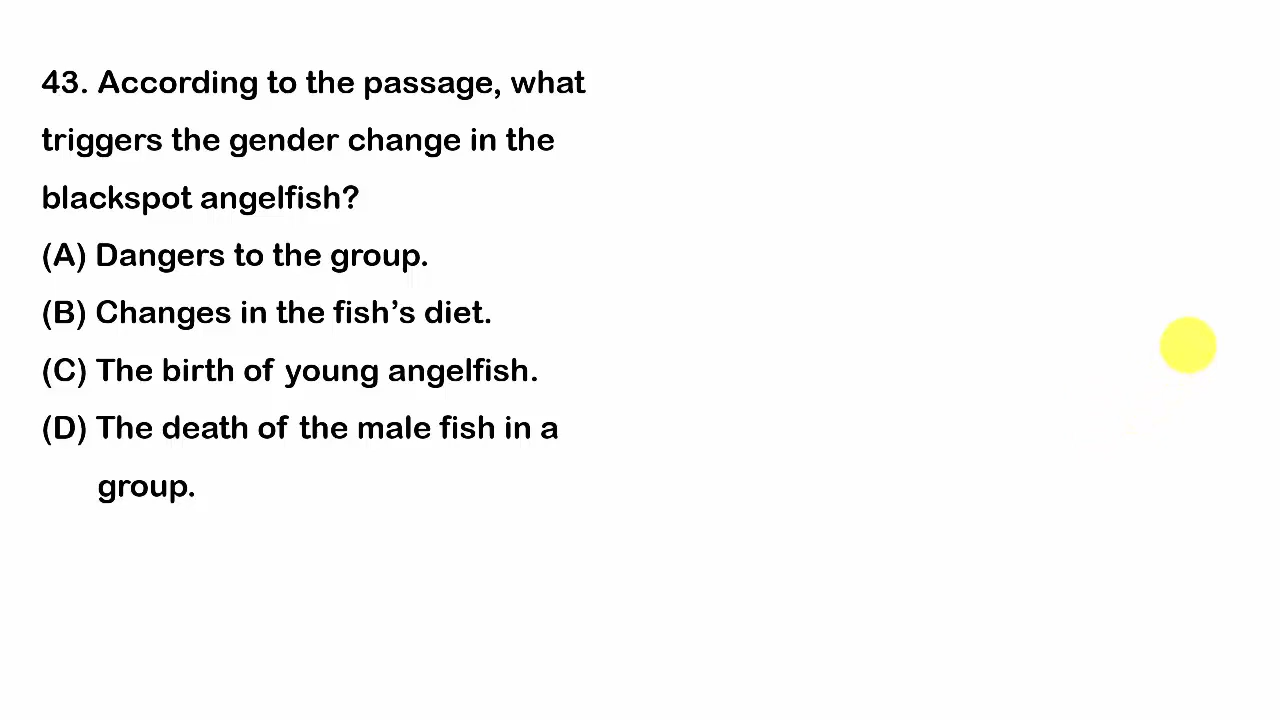 43. According to the passage, what
triggers the gender change in the
blackspot angelfish?
(A) Dangers to the group.
(B) Changes in the fish’s diet.
(C) The birth of young angelfish.
(D) The death of the male fish in a
group.